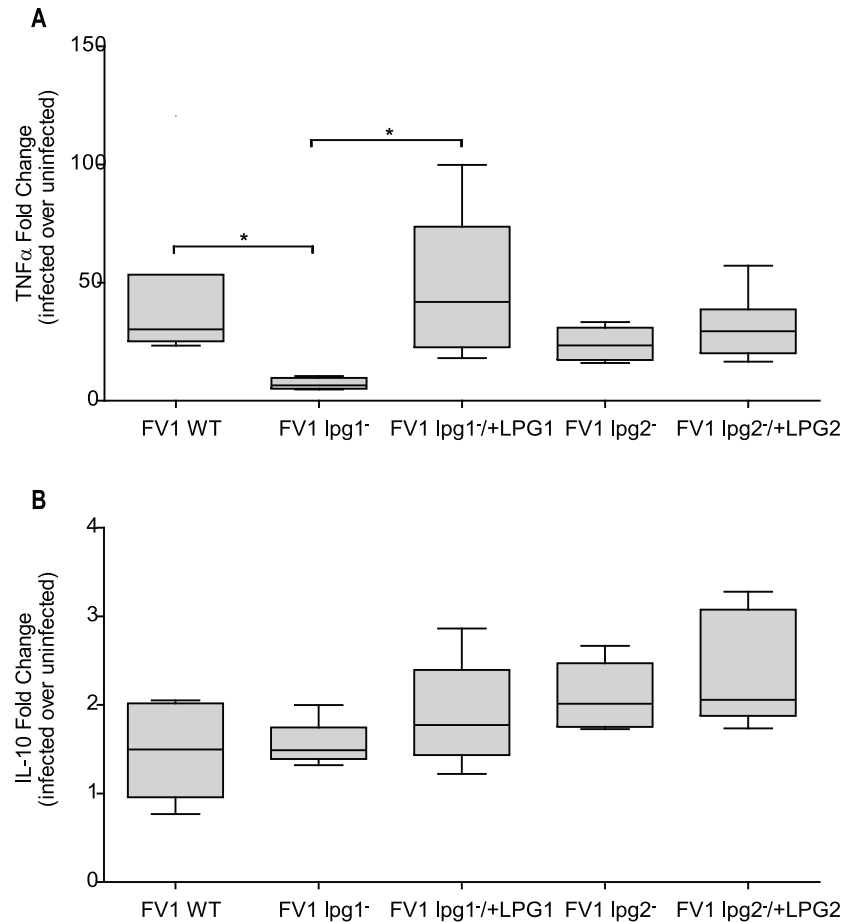 A
150
100
50
0
TNFα Fold Change
(infected over uninfected)
*
*
FV1 WT
FV1 lpg1⁻
FV1 lpg1⁻/+LPG1
FV1 lpg2⁻
FV1 lpg2⁻/+LPG2
B
4
3
2
1
0
IL-10 Fold Change
(infected over uninfected)
FV1 WT
FV1 lpg1⁻
FV1 lpg1⁻/+LPG1
FV1 lpg2⁻
FV1 lpg2⁻/+LPG2